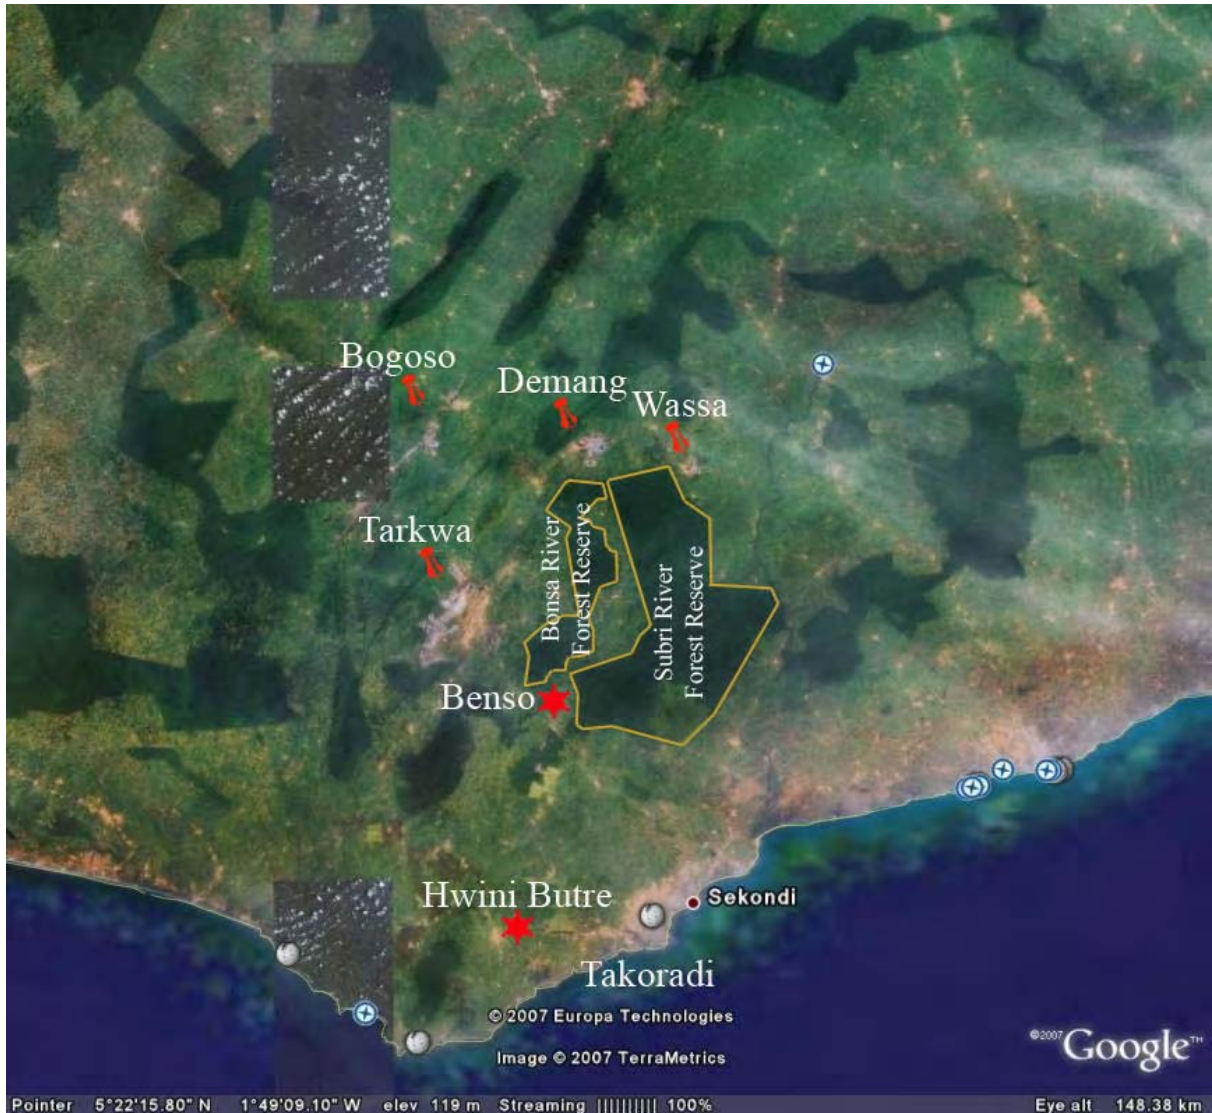 Bogoso
Demang
Wassa
Tarkwa
Bonsa River
Forest Reserve
Subri River
Forest Reserve
Benso
Hwini Butre
Sekondi
Takoradi
© 2007 Europa Technologies
Image © 2007 TerraMetrics
©2007 Google™
Pointer 5°22'15.80" N 1°49'09.10" W elev 119 m Streaming |||||||||| 100% Eye alt 148.38 km